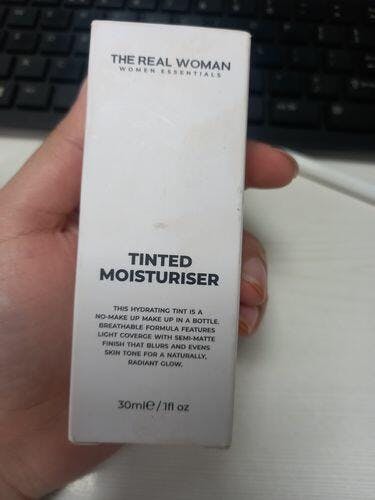 THE REAL WOMAN
WOMEN ESSENTIALS
TINTED
MOISTURISER
THIS HYDRATING TINT IS A
NO-MAKE UP MAKE UP IN A BOTTLE.
BREATHABLE FORMULA FEATURES
LIGHT COVERGE WITH SEMI-MATTE
FINISH THAT BLURS AND EVENS
SKIN TONE FOR A NATURALLY,
RADIANT GLOW.
30ml℮/1fl oz